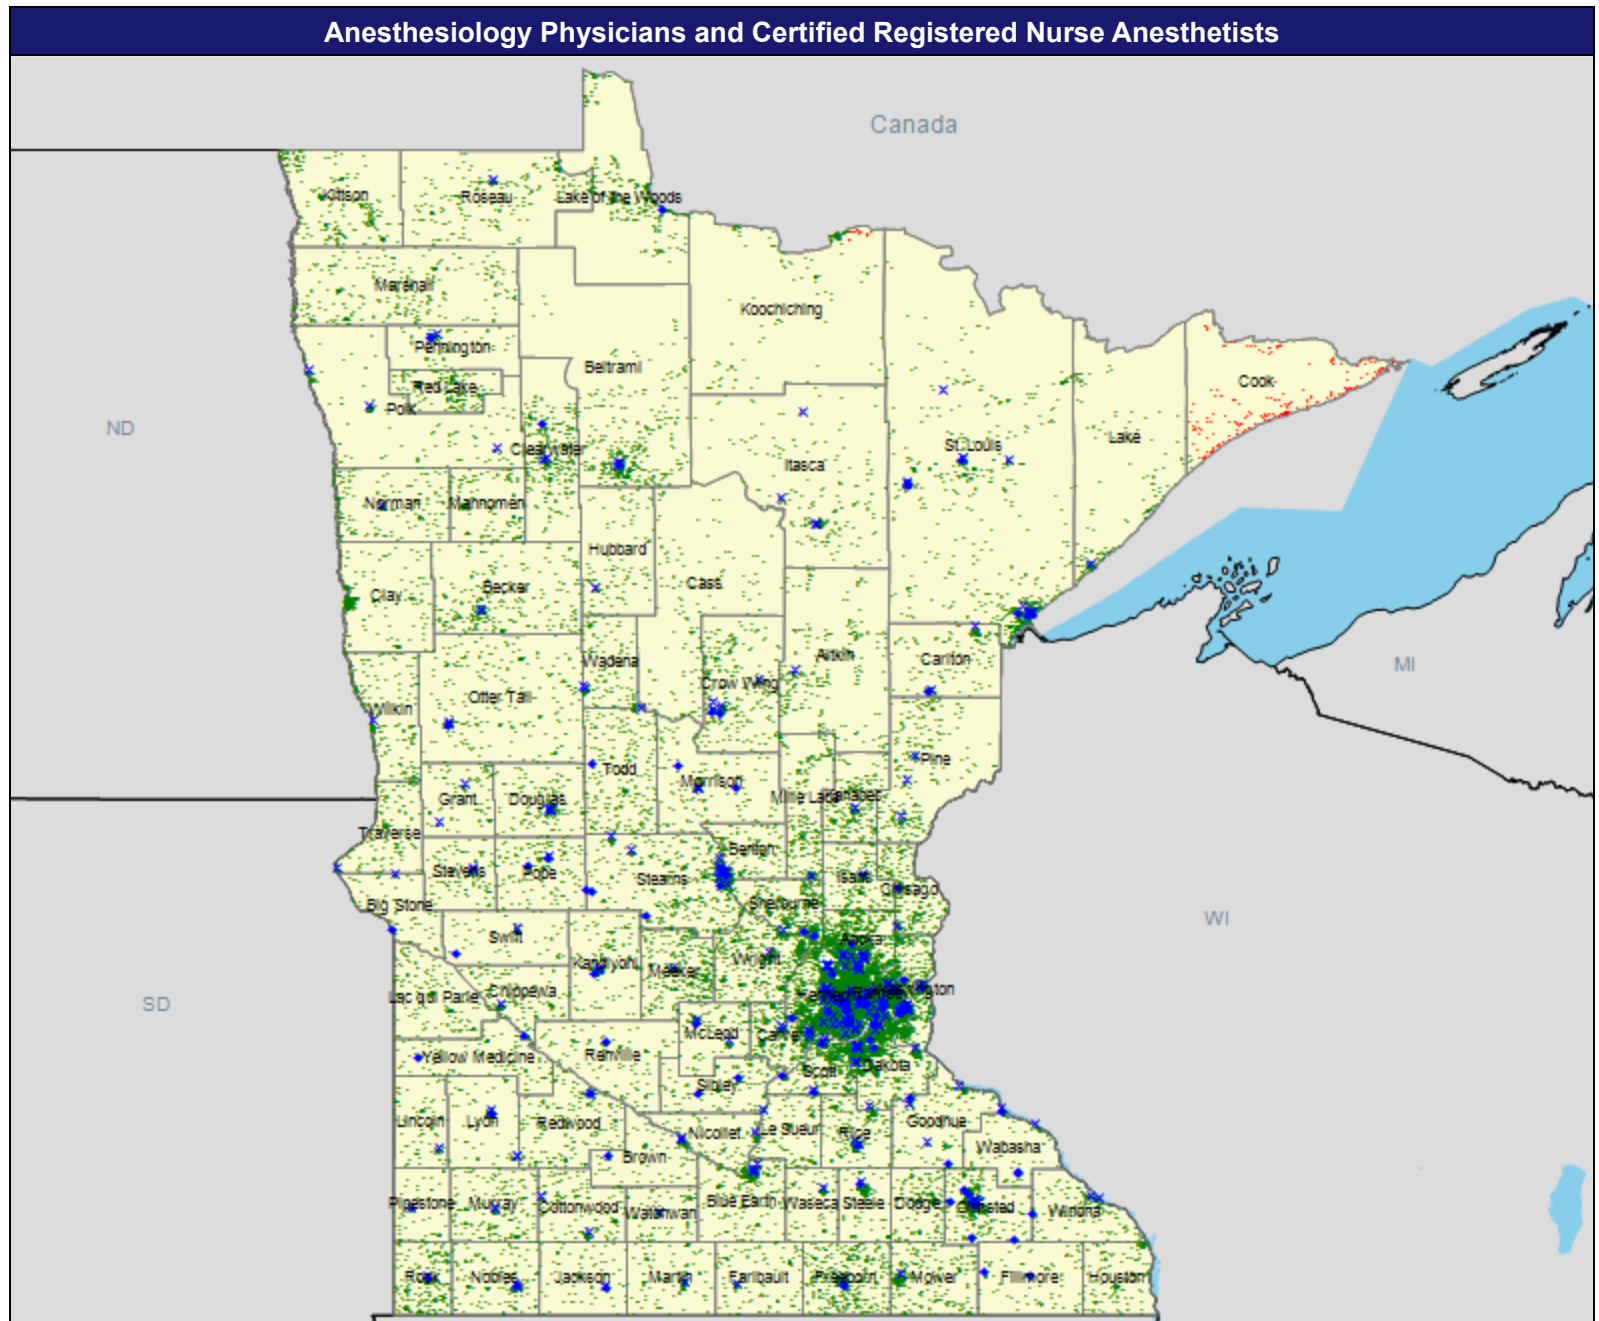 Anesthesiology Physicians and Certified Registered Nurse Anesthetists
Canada
Kittson
Roseau
Lake of the Woods
Marshall
Koochiching
Pennington
Beltrami
Red Lake
Cook
Polk
ND
Clearwater
St. Louis
Lake
Itasca
Norman
Mahnomen
Hubbard
Cass
Becker
Clay
Aitkin
Carlton
Wadena
MI
Crow Wing
Otter Tail
Wilkin
Pine
Todd
Morrison
Grant
Douglas
Mille Lacs
Kanabec
Traverse
Benton
Stevens
Pope
Stearns
Isanti
Chisago
Big Stone
Sherburne
WI
Swift
Anoka
Kandiyohi
Meeker
Wright
Lac qui Parle
Chippewa
SD
McLeod
Carver
Yellow Medicine
Renville
Scott
Dakota
Sibley
Lincoln
Lyon
Redwood
Nicollet
Le Sueur
Rice
Goodhue
Wabasha
Brown
Pipestone
Murray
Cottonwood
Watonwan
Blue Earth
Waseca
Steele
Dodge
Olmsted
Winona
Rock
Nobles
Jackson
Martin
Faribault
Freeborn
Mower
Fillmore
Houston